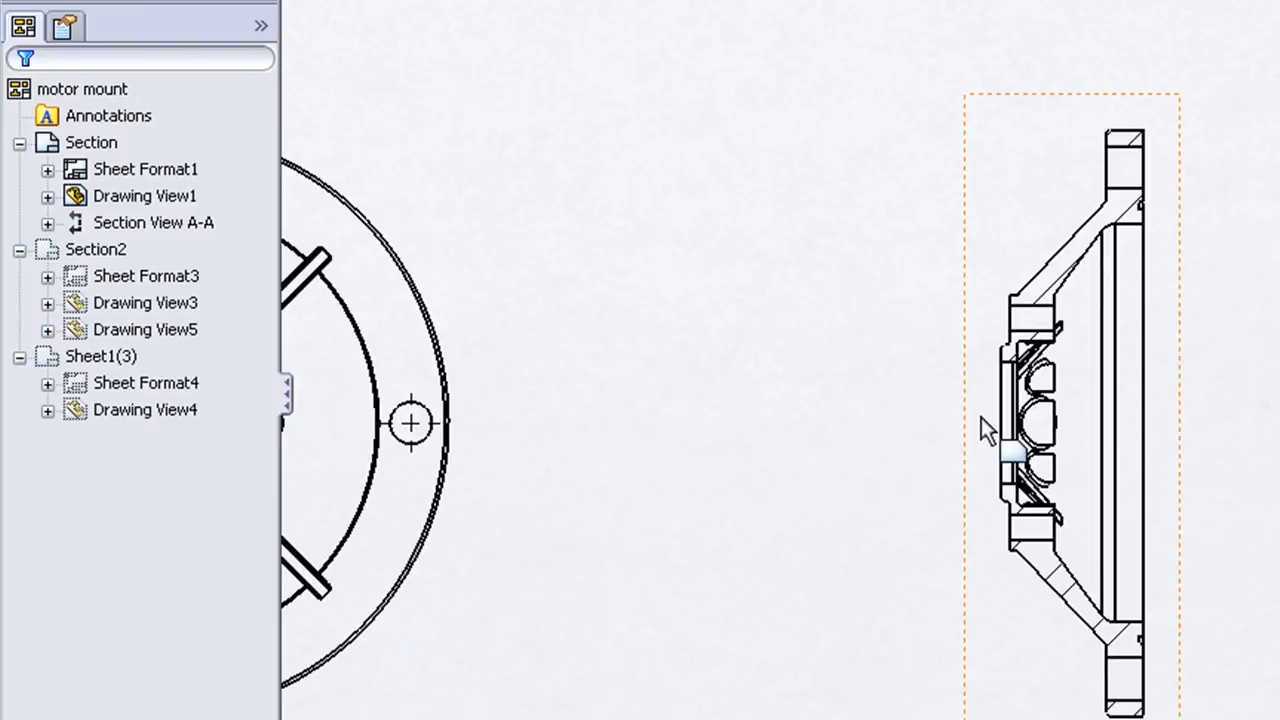 motor mount
A Annotations
Section
Sheet Format1
Drawing View1
Section View A-A
Section2
Sheet Format3
Drawing View3
Drawing View5
Sheet1(3)
Sheet Format4
Drawing View4